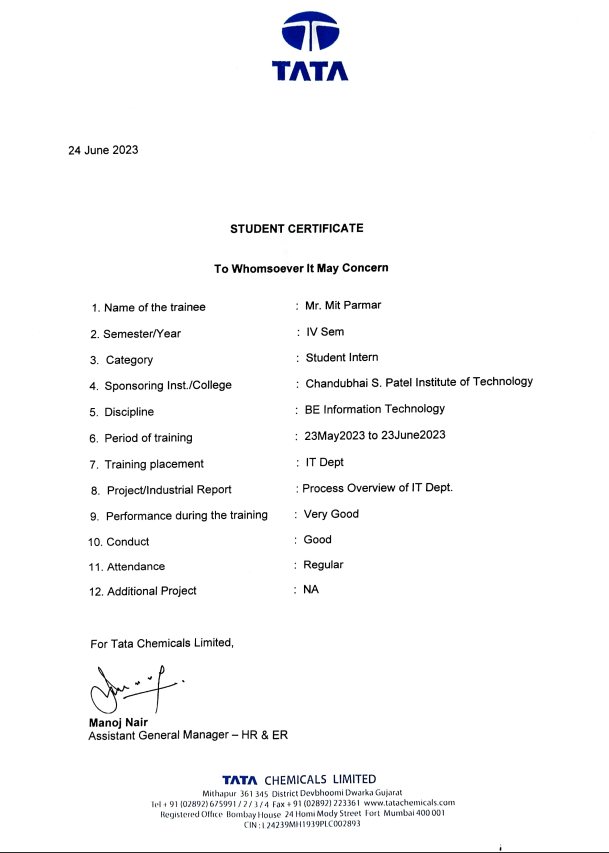 TATA
24 June 2023
STUDENT CERTIFICATE
To Whomsoever It May Concern
1. Name of the trainee : Mr. Mit Parmar
2. Semester/Year : IV Sem
3. Category : Student Intern
4. Sponsoring Inst./College : Chandubhai S. Patel Institute of Technology
5. Discipline : BE Information Technology
6. Period of training : 23May2023 to 23June2023
7. Training placement : IT Dept
8. Project/Industrial Report : Process Overview of IT Dept.
9. Performance during the training : Very Good
10. Conduct : Good
11. Attendance : Regular
12. Additional Project : NA
For Tata Chemicals Limited,
Manoj Nair
Assistant General Manager – HR & ER
TATA CHEMICALS LIMITED
Mithapur 361 345 District Devbhoomi Dwarka Gujarat
Tel + 91 (02892) 675991 / 2 / 3 / 4 Fax + 91 (02892) 223361 www.tatachemicals.com
Registered Office Bombay House 24 Homi Mody Street Fort Mumbai 400 001
CIN : L24239MH1939PLC002893